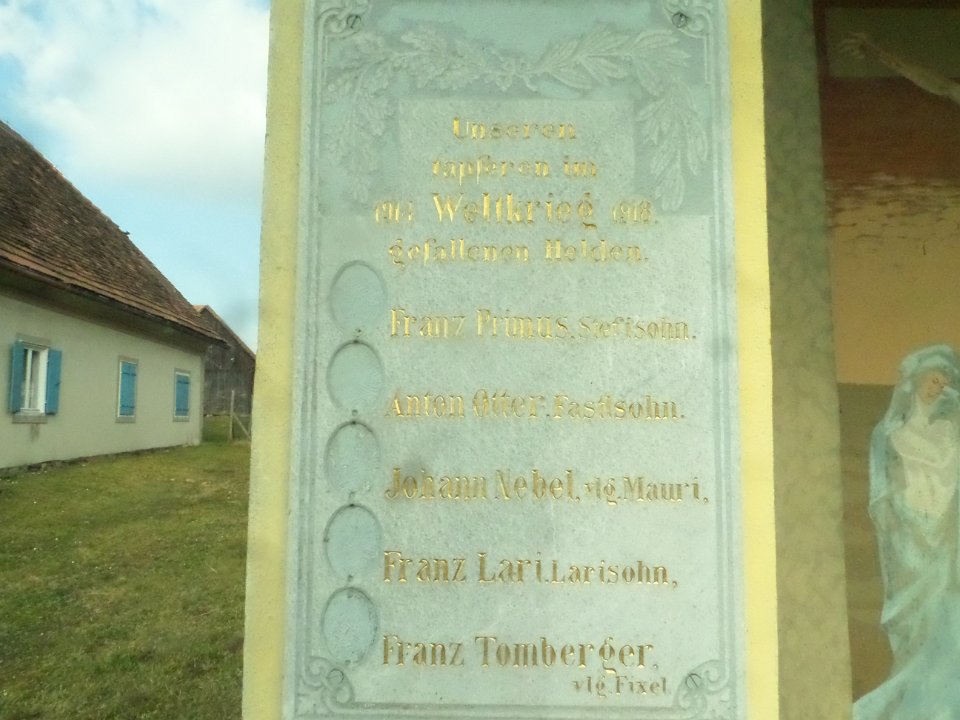 Unseren
tapferen im
1914 Weltkrieg 1918.
gefallenen Helden.
Franz Primus, Steflsohn.
Anton Otter, Fastlsohn.
Johann Nebel, vlg. Mauri,
Franz Lari, Larisohn,
Franz Tomberger,
vlg. Fixel.